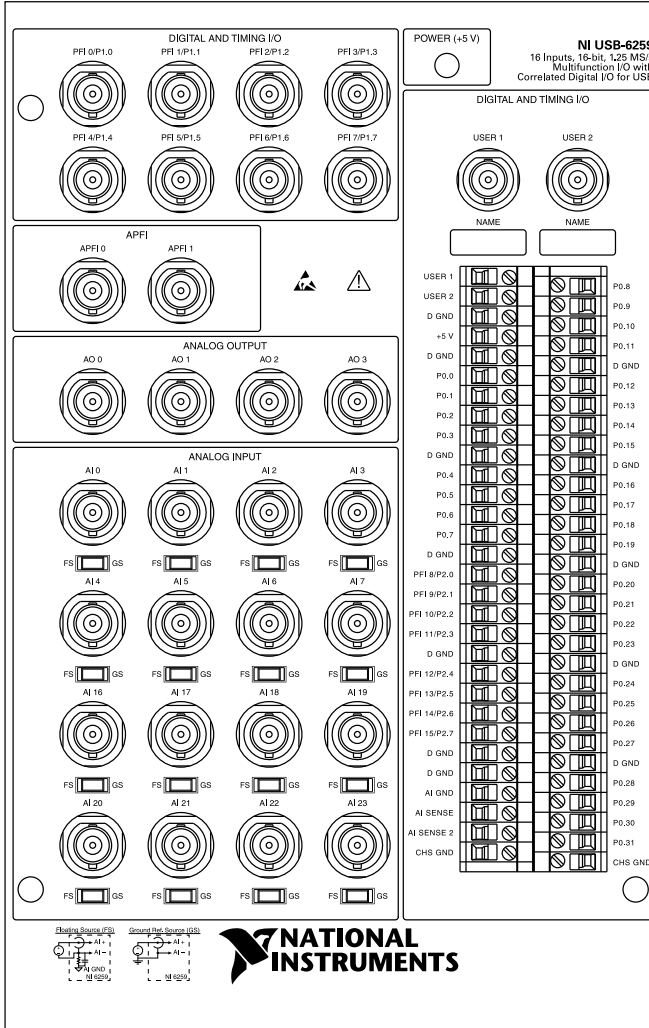 DIGITAL AND TIMING I/O
PFI 0/P1.0 PFI 1/P1.1 PFI 2/P1.2 PFI 3/P1.3
PFI 4/P1.4 PFI 5/P1.5 PFI 6/P1.6 PFI 7/P1.7
APFI
APFI 0 APFI 1
ANALOG OUTPUT
AO 0 AO 1 AO 2 AO 3
ANALOG INPUT
AI 0 AI 1 AI 2 AI 3
FS GS FS GS FS GS FS GS
AI 4 AI 5 AI 6 AI 7
FS GS FS GS FS GS FS GS
AI 16 AI 17 AI 18 AI 19
FS GS FS GS FS GS FS GS
AI 20 AI 21 AI 22 AI 23
FS GS FS GS FS GS FS GS
Floating Source (FS)
AI +
AI –
AI GND
NI 6259
Ground Ref. Source (GS)
AI +
AI –
NI 6259
NATIONAL
INSTRUMENTS
POWER (+5 V)
NI USB-6259
16 Inputs, 16-bit, 1.25 MS/
Multifunction I/O with
Correlated Digital I/O for USB
DIGITAL AND TIMING I/O
USER 1 USER 2
NAME NAME
USER 1
USER 2
D GND
+5 V
D GND
P0.0
P0.1
P0.2
P0.3
D GND
P0.4
P0.5
P0.6
P0.7
D GND
PFI 8/P2.0
PFI 9/P2.1
PFI 10/P2.2
PFI 11/P2.3
D GND
PFI 12/P2.4
PFI 13/P2.5
PFI 14/P2.6
PFI 15/P2.7
D GND
D GND
AI GND
AI SENSE
AI SENSE 2
CHS GND
P0.8
P0.9
P0.10
P0.11
D GND
P0.12
P0.13
P0.14
P0.15
D GND
P0.16
P0.17
P0.18
P0.19
D GND
P0.20
P0.21
P0.22
P0.23
D GND
P0.24
P0.25
P0.26
P0.27
D GND
P0.28
P0.29
P0.30
P0.31
CHS GND